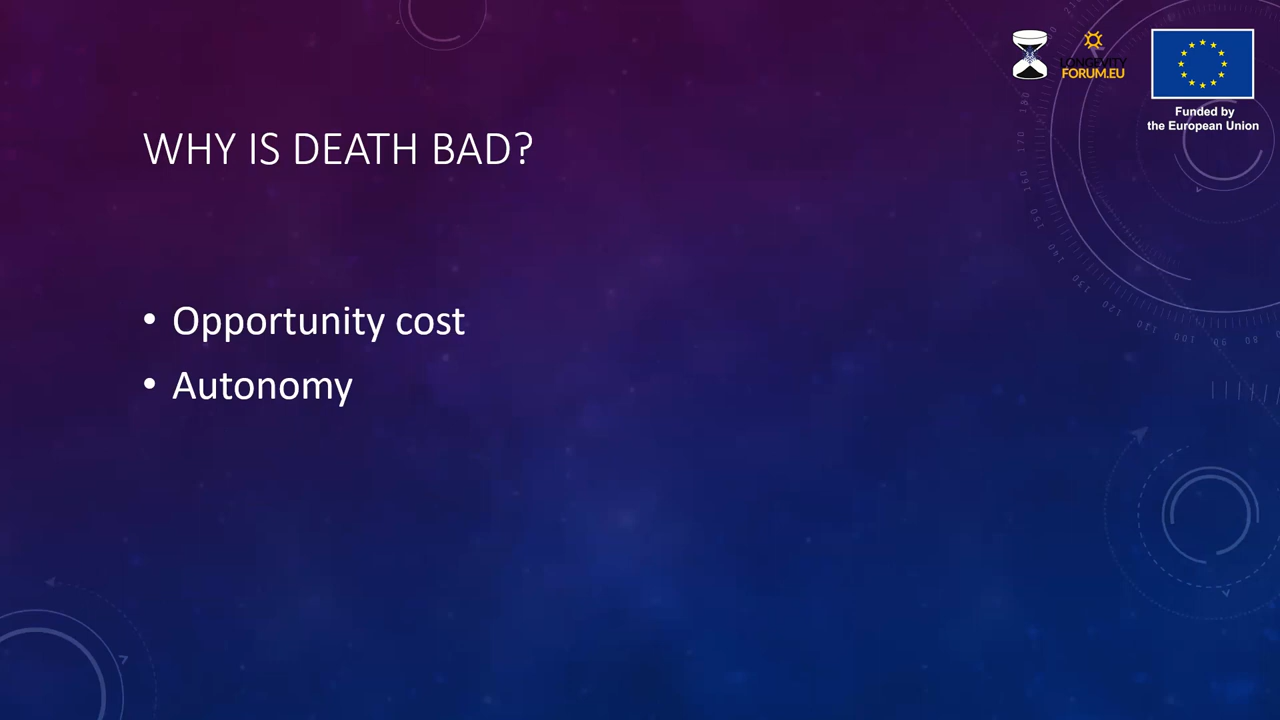 LONGEVITY
FORUM.EU
Funded by
the European Union
WHY IS DEATH BAD?
• Opportunity cost
• Autonomy